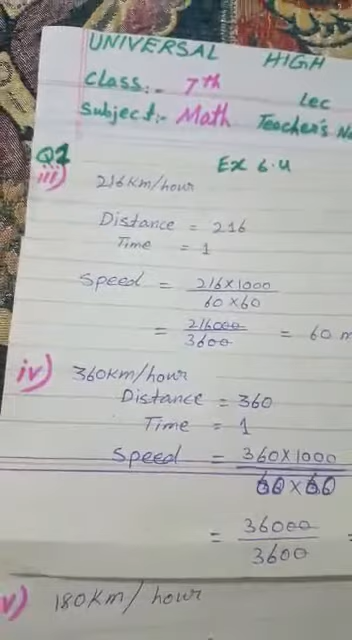 UNIVERSAL HIGH
Class:- 7th Lec
Subject:- Math Teacher's
Q2 Ex 6.4
iii) 216km/hour
Distance = 216
Time = 1
Speed = 216×1000
60×60
= 216000 = 60 m
3600
iv) 360km/hour
Distance = 360
Time = 1
Speed = 360×1000
60×60
= 36000 =
3600
v) 180km/hour